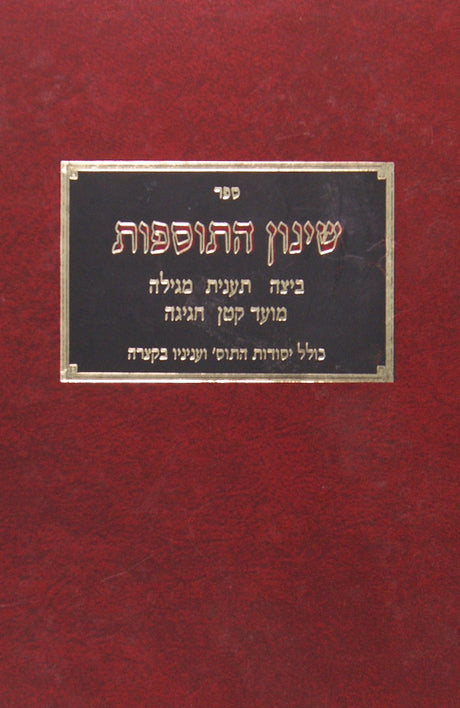 ספר
שינון התוספות
ביצה תענית מגילה
מועד קטן חגיגה
כולל יסודות התוס' ועניניו בקצרה